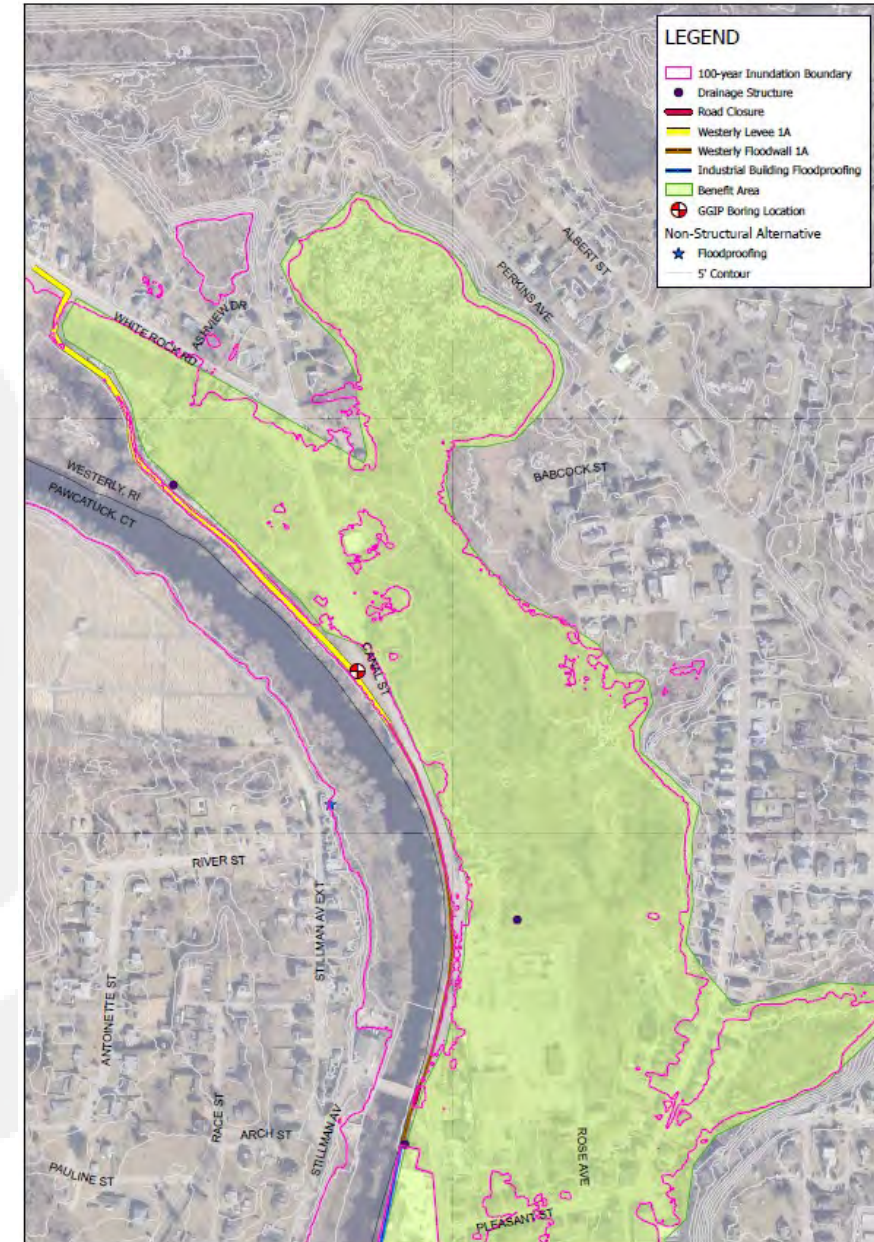 LEGEND
100-year Inundation Boundary
Drainage Structure
Road Closure
Westerly Levee 1A
Westerly Floodwall 1A
Industrial Building Floodproofing
Benefit Area
GGIP Boring Location
Non-Structural Alternative
Floodproofing
5' Contour
ALBERT ST
PERKINS AVE
ASHVIEW DR
WHITE ROCK RD
BABCOCK ST
WESTERLY, RI
PAWCATUCK, CT
CANAL ST
RIVER ST
STILLMAN AV EXT
ANTOINETTE ST
RACE ST
ARCH ST
STILLMAN AV
ROSE AVE
PAULINE ST
PLEASANT ST